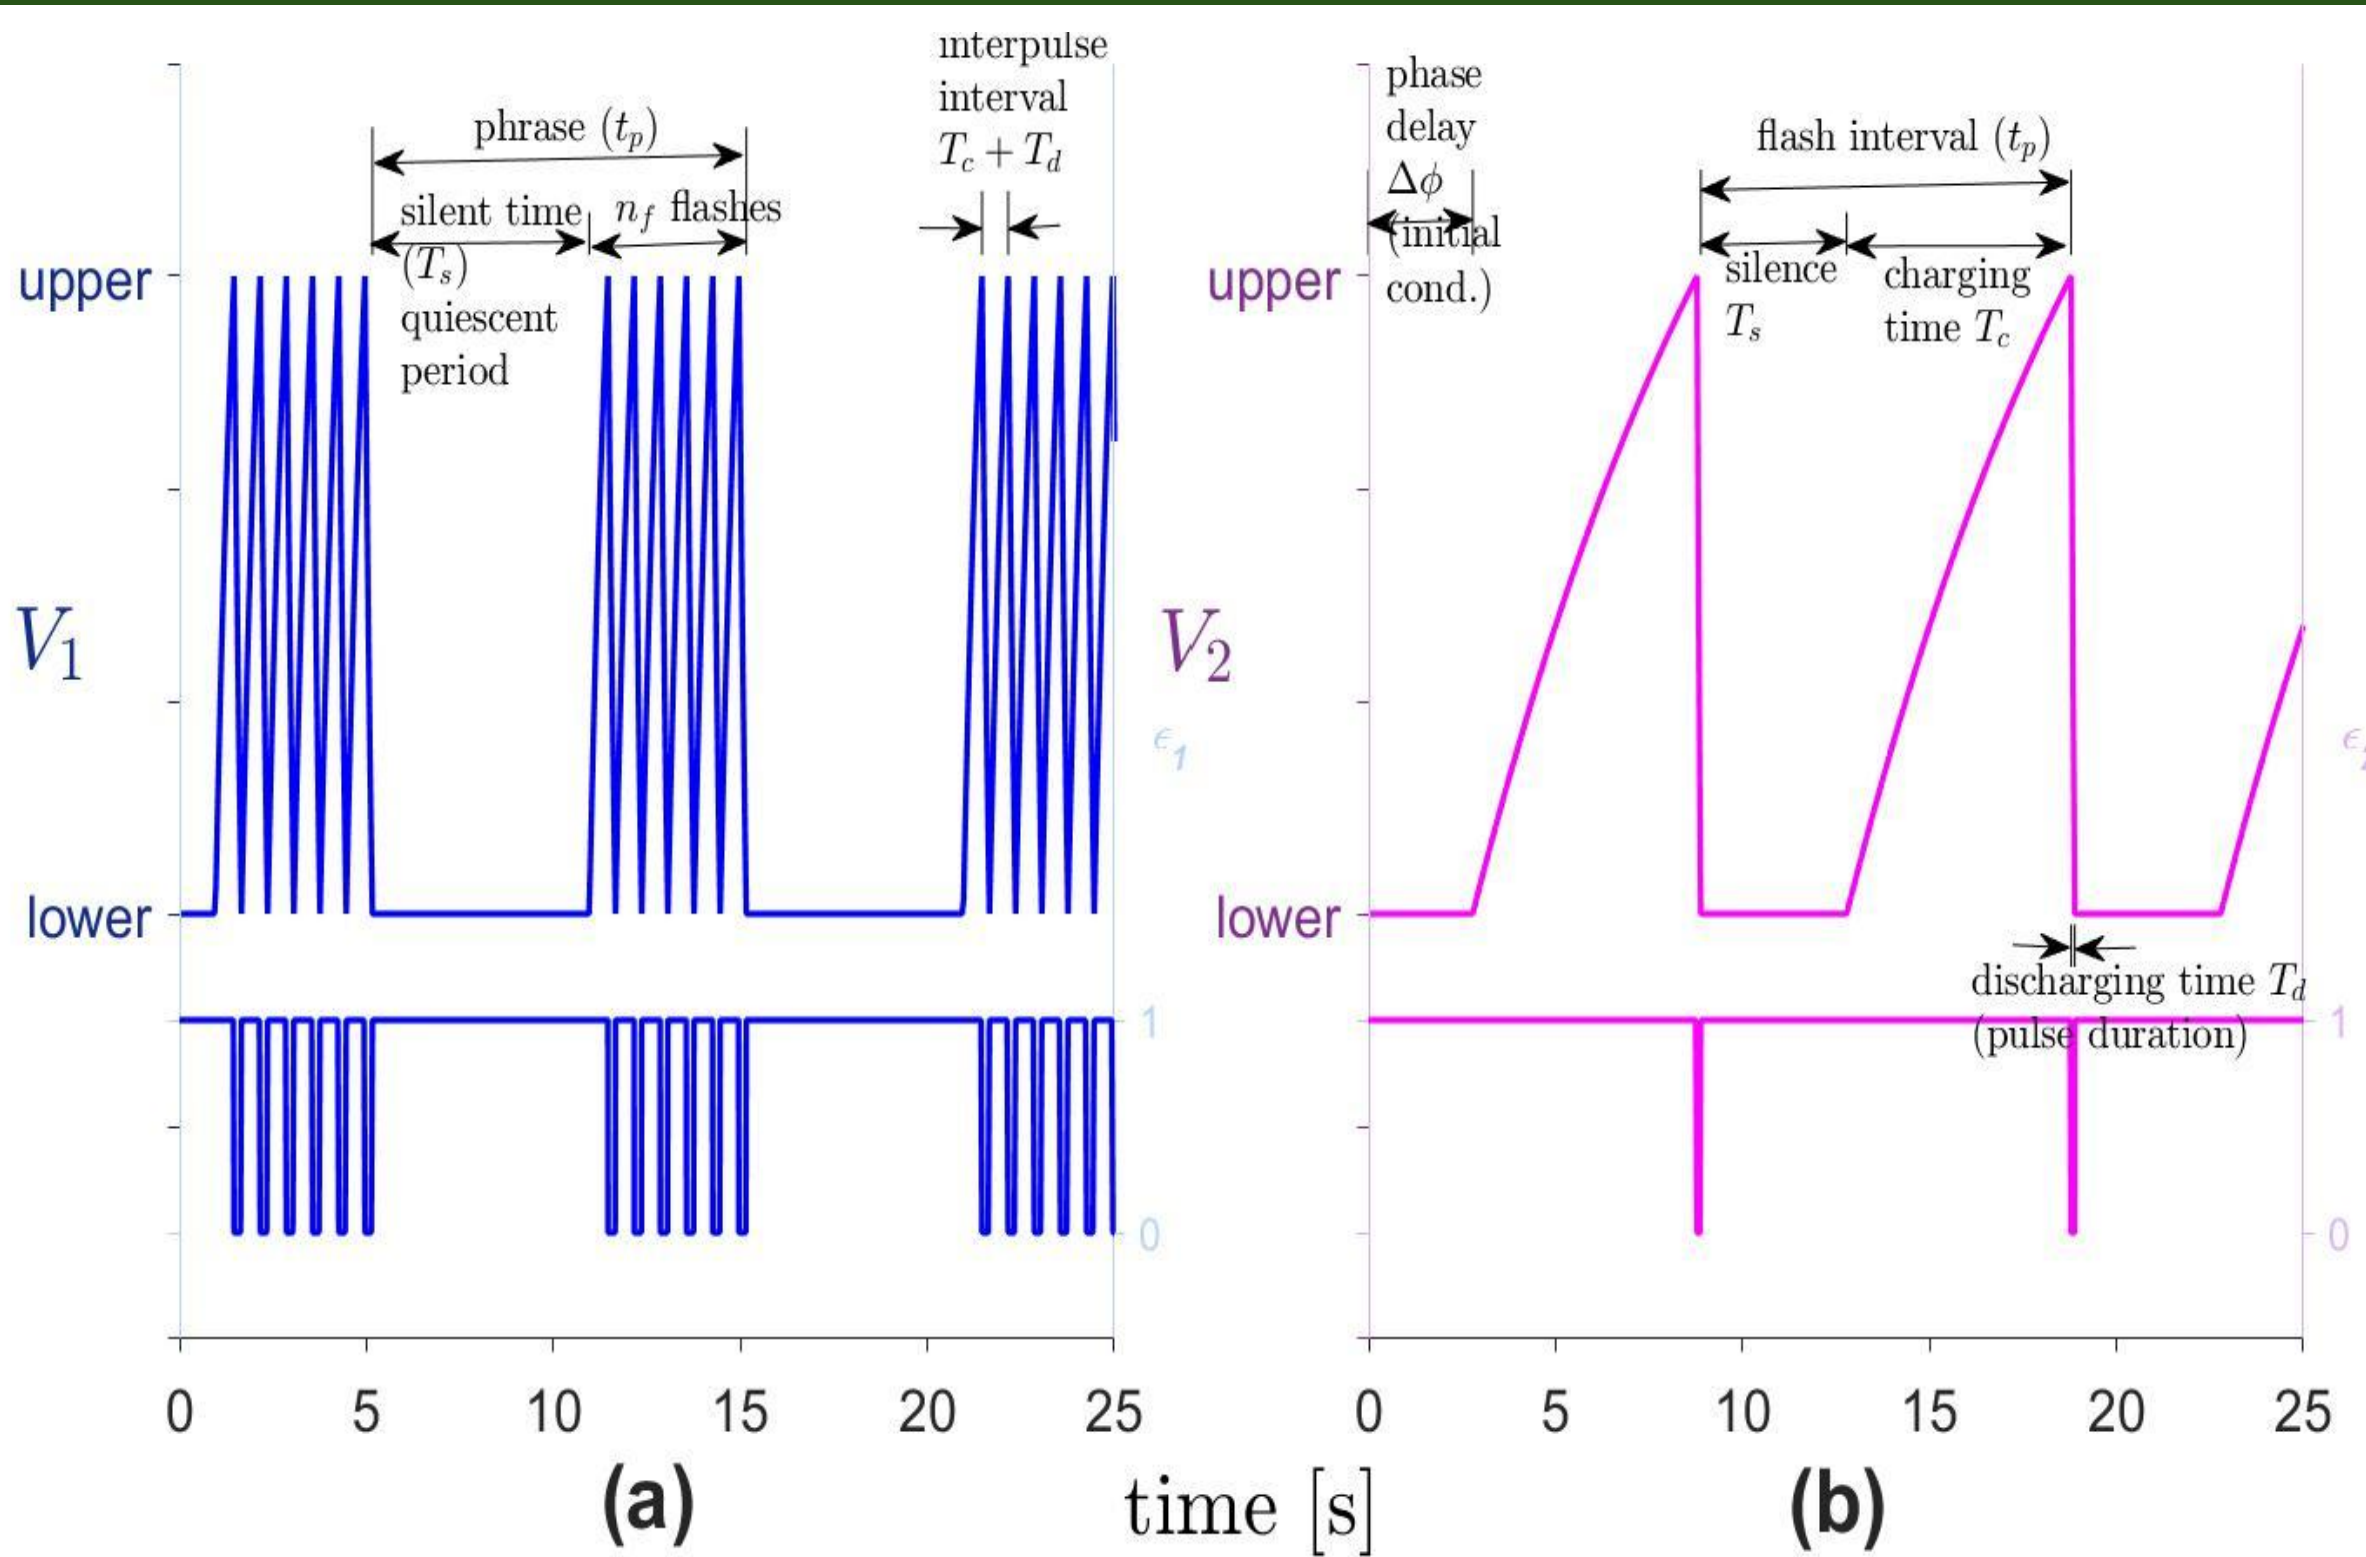 interpulse
interval
T_c + T_d
phrase (t_p)
silent time
n_f flashes
(T_s)
quiescent
period
upper
V_1
lower
ϵ_1
1
0
0 5 10 15 20 25
(a)
phase
delay
Δϕ
(initial
cond.)
flash interval (t_p)
silence
T_s
charging
time T_c
upper
V_2
lower
discharging time T_d
(pulse duration)
ϵ
1
0
0 5 10 15 20 25
(b)
time [s]